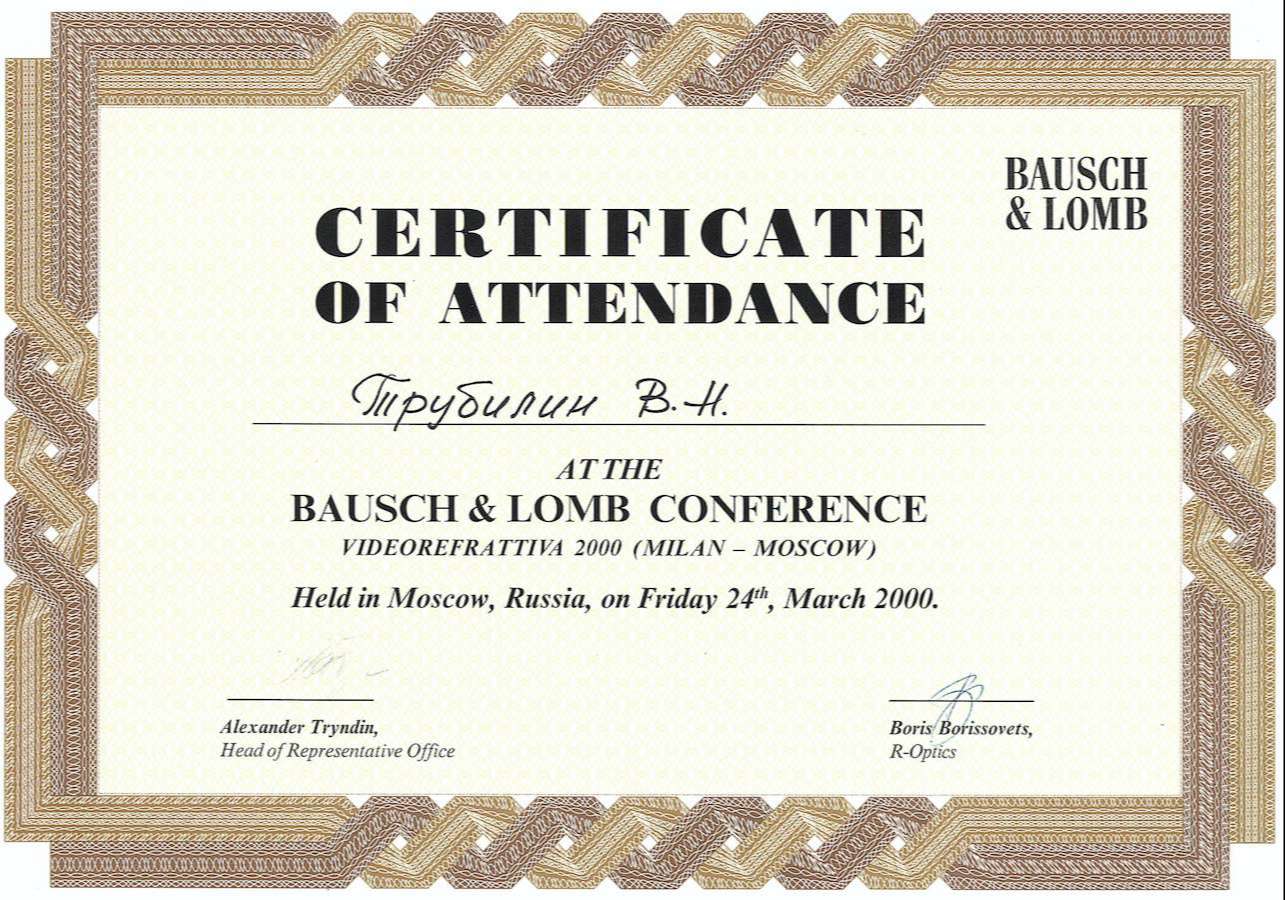 BAUSCH
& LOMB
CERTIFICATE
OF ATTENDANCE
Трубилин В.Н.
AT THE
BAUSCH & LOMB CONFERENCE
VIDEOREFRATTIVA 2000 (MILAN – MOSCOW)
Held in Moscow, Russia, on Friday 24th, March 2000.
Alexander Tryndin,
Head of Representative Office
Boris Borissovets,
R-Optics